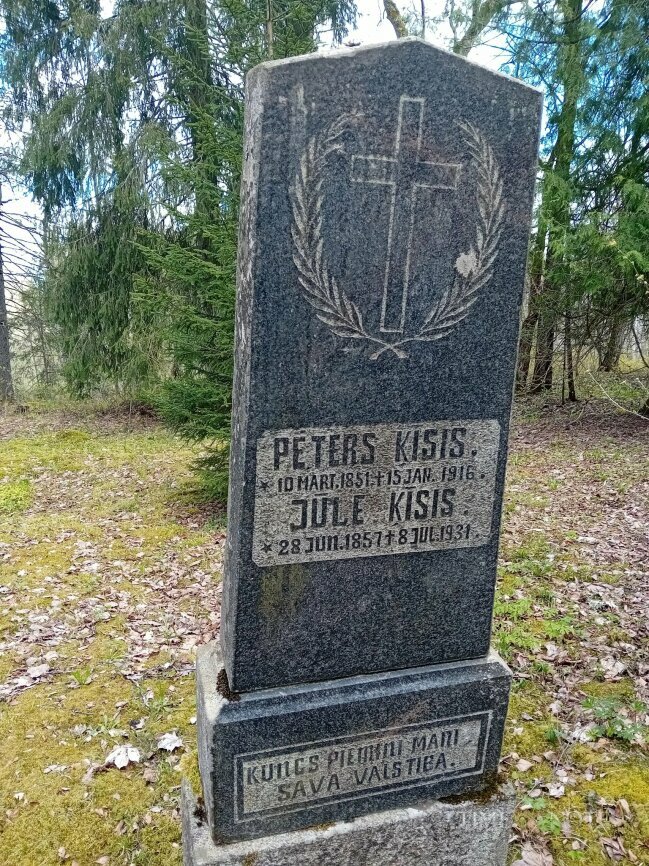 PĒTERS KISIS.
* 10 MART. 1851. + 15 JAN. 1916.
JŪLE KISIS.
* 28 JUN. 1857 + 8 JUL. 1931.
KUNGS PIEMINI MANI
SAVA VALSTIBA.